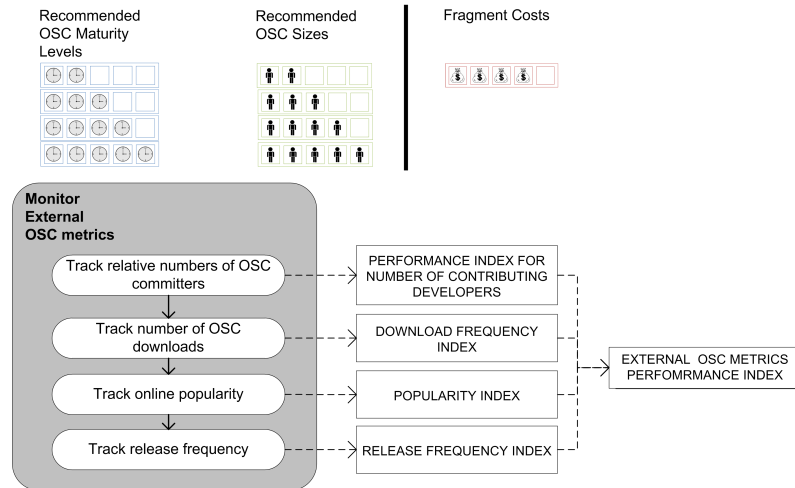 Recommended
OSC Maturity
Levels
Recommended
OSC Sizes
Fragment Costs
Monitor
External
OSC metrics
Track relative numbers of OSC
committers
PERFORMANCE INDEX FOR
NUMBER OF CONTRIBUTING
DEVELOPERS
Track number of OSC
downloads
DOWNLOAD FREQUENCY
INDEX
EXTERNAL OSC METRICS
PERFOMRMANCE INDEX
Track online popularity
POPULARITY INDEX
Track release frequency
RELEASE FREQUENCY INDEX